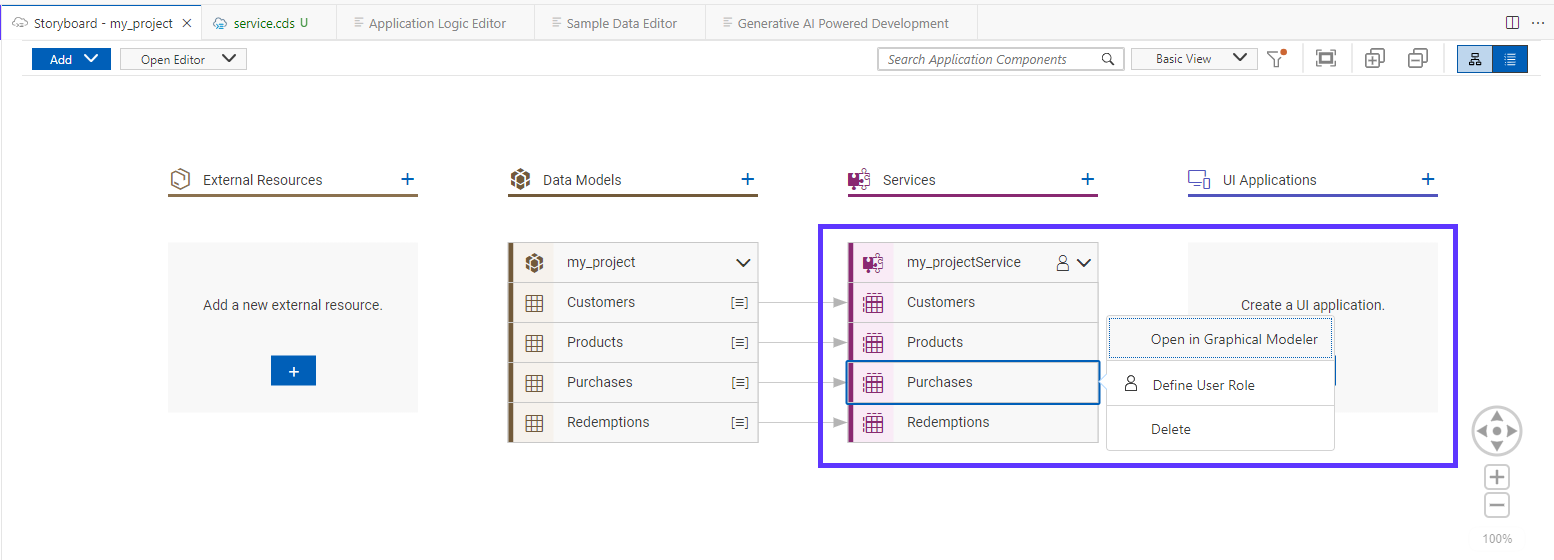 Storyboard - my_project
service.cds U
Application Logic Editor
Sample Data Editor
Generative AI Powered Development
Add
Open Editor
Search Application Components
Basic View
External Resources
Data Models
Services
UI Applications
Add a new external resource.
my_project
Customers
Products
Purchases
Redemptions
my_projectService
Customers
Products
Purchases
Redemptions
Create a UI application.
Open in Graphical Modeler
Define User Role
Delete
100%